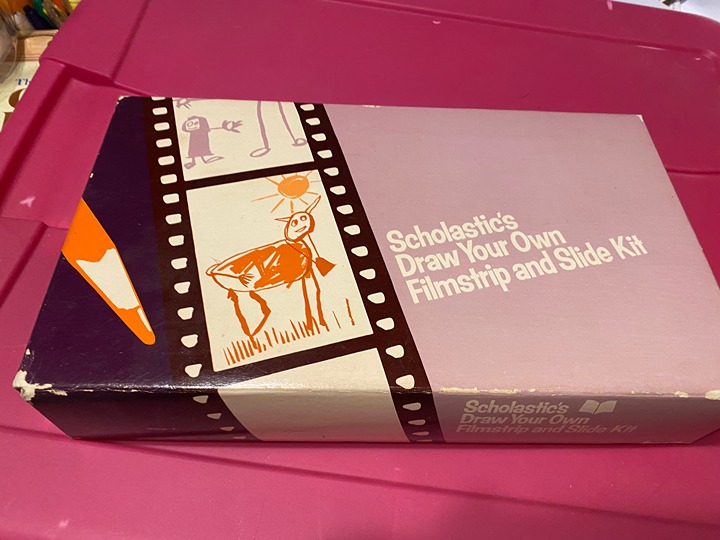 Scholastic's
Draw Your Own
Filmstrip and Slide Kit
Scholastic's
Draw Your Own
Filmstrip and Slide Kit